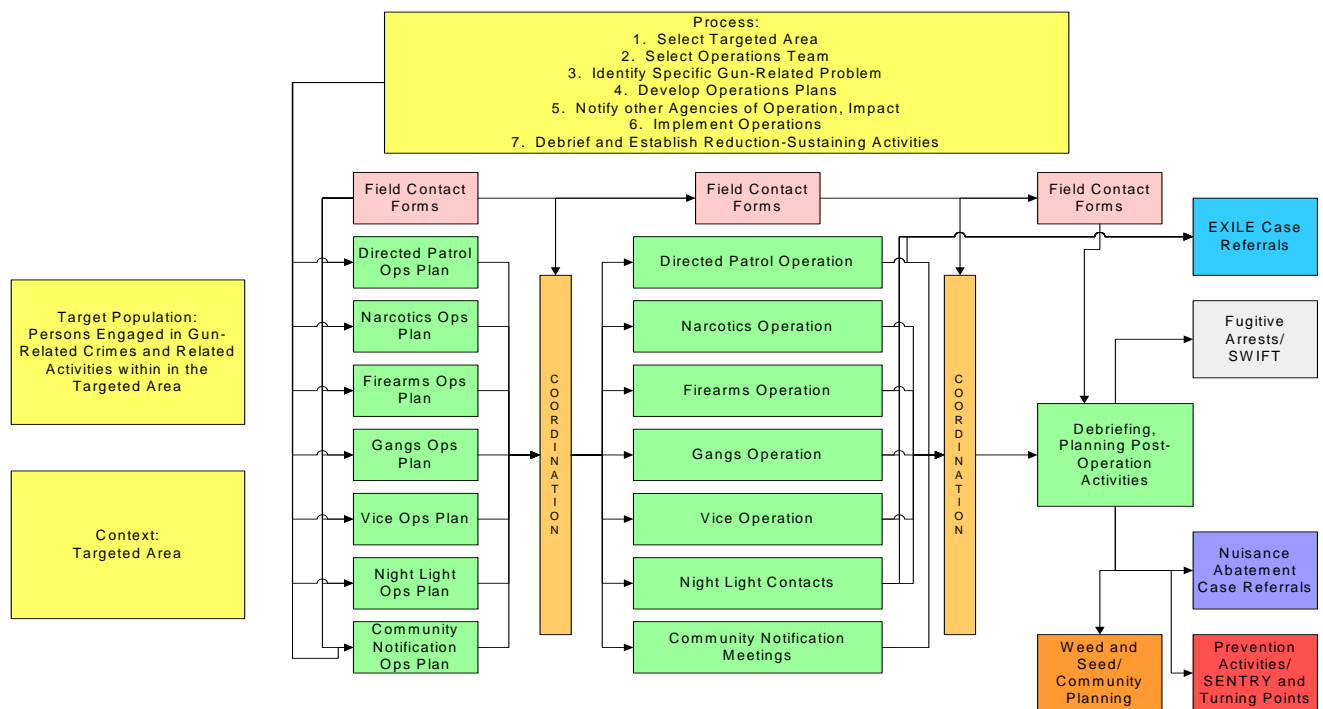 Process:
1. Select Targeted Area
2. Select Operations Team
3. Identify Specific Gun-Related Problem
4. Develop Operations Plans
5. Notify other Agencies of Operation, Impact
6. Implement Operations
7. Debrief and Establish Reduction-Sustaining Activities
Field Contact
Forms
Field Contact
Forms
Field Contact
Forms
EXILE Case
Referrals
Directed Patrol
Ops Plan
Directed Patrol Operation
Target Population:
Persons Engaged in Gun-
Related Crimes and Related
Activities within in the
Targeted Area
Narcotics Ops
Plan
Narcotics Operation
Fugitive
Arrests/
SWIFT
Firearms Ops
Plan
COORDINATION
Firearms Operation
COORDINATION
Gangs Ops
Plan
Gangs Operation
Debriefing,
Planning Post-
Operation
Activities
Context:
Targeted Area
Vice Ops Plan
Vice Operation
Night Light
Ops Plan
Night Light Contacts
Nuisance
Abatement
Case Referrals
Community
Notification
Ops Plan
Community Notification
Meetings
Weed and
Seed/
Community
Planning
Prevention
Activities/
SENTRY and
Turning Points